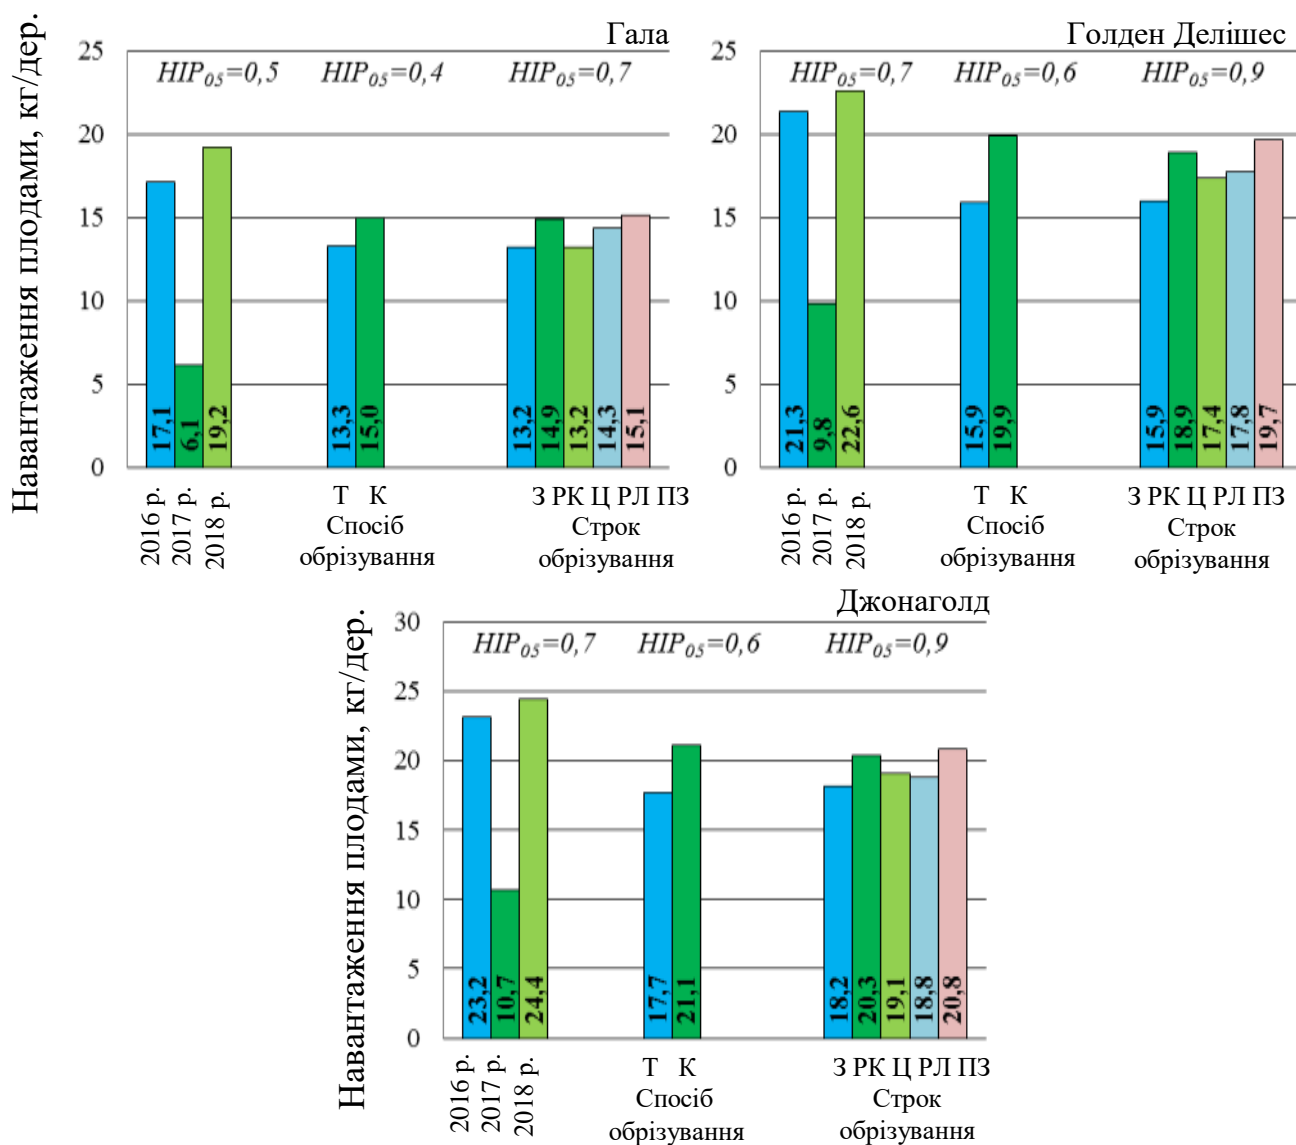 Гала
Навантаження плодами, кг/дер.
25
20
15
10
5
0
НІР05=0,5
НІР05=0,4
НІР05=0,7
17,1
6,1
19,2
13,3
15,0
13,2
14,9
13,2
14,3
15,1
2016 р.
2017 р.
2018 р.
Т К
Спосіб
обрізування
З РК Ц РЛ ПЗ
Строк
обрізування
Голден Делішес
25
20
15
10
5
0
НІР05=0,7
НІР05=0,6
НІР05=0,9
21,3
9,8
22,6
15,9
19,9
15,9
18,9
17,4
17,8
19,7
2016 р.
2017 р.
2018 р.
Т К
Спосіб
обрізування
З РК Ц РЛ ПЗ
Строк
обрізування
Джонаголд
Навантаження плодами, кг/дер.
30
25
20
15
10
5
0
НІР05=0,7
НІР05=0,6
НІР05=0,9
23,2
10,7
24,4
17,7
21,1
18,2
20,3
19,1
18,8
20,8
2016 р.
2017 р.
2018 р.
Т К
Спосіб
обрізування
З РК Ц РЛ ПЗ
Строк
обрізування